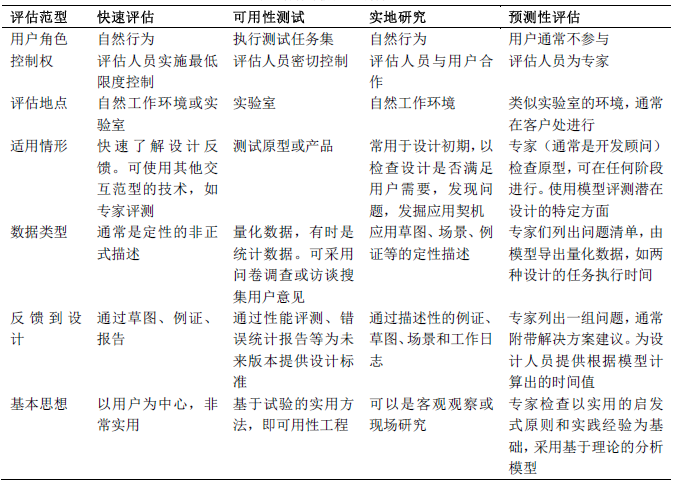 评估范型 快速评估 可用性测试 实地研究 预测性评估
用户角色 自然行为 执行测试任务集 自然行为 用户通常不参与
控制权 评估人员实施最低 评估人员密切控制 评估人员与用户合 评估人员为专家
限度控制 作
评估地点 自然工作环境或实 实验室 自然工作环境 类似实验室的环境，通常
验室 在客户处进行
适用情形 快速了解设计反 测试原型或产品 常用于设计初期，以 专家（通常是开发顾问）
馈。可使用其他交 检查设计是否满足 检查原型，可在任何阶段
互范型的技术，如 用户需要，发现问 进行。使用模型评测潜在
专家评测 题，发掘应用契机 设计的特定方面
数据类型 通常是定性的非正 量化数据，有时是 应用草图、场景、例 专家们列出问题清单，由
式描述 统计数据。可采用 证等的定性描述 模型导出量化数据，如两
问卷调查或访谈搜 种设计的任务执行时间
集用户意见
反馈到设 通过草图、例证、 通过性能评测、错 通过描述性的例证、 专家列出一组问题，通常
计 报告 误统计报告等为未 草图、场景和工作日 附带解决方案建议。为设
来版本提供设计标 志 计人员提供根据模型计
准 算出的时间值
基本思想 以用户为中心，非 基于试验的实用方 可以是客观观察或 专家检查以实用的启发
常实用 法，即可用性工程 现场研究 式原则和实践经验为基
础，采用基于理论的分析
模型